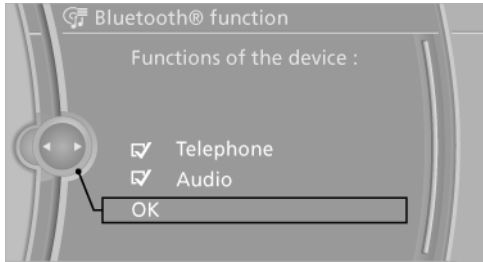 Bluetooth® function
Functions of the device :
Telephone
Audio
OK